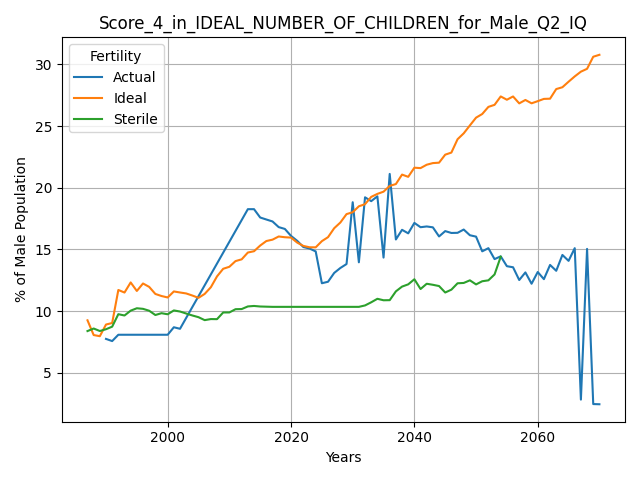 Score_4_in_IDEAL_NUMBER_OF_CHILDREN_for_Male_Q2_IQ
Fertility
Actual
Ideal
Sterile
% of Male Population
30
25
20
15
10
5
2000
2020
2040
2060
Years